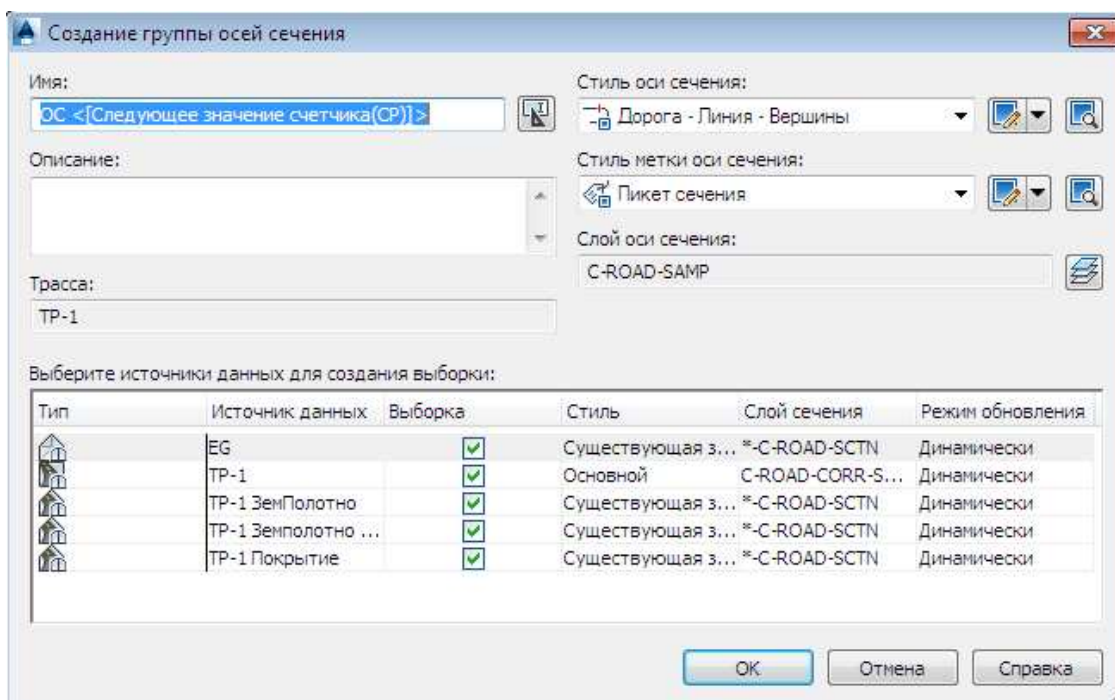 Создание группы осей сечения
Имя:
ОС <[Следующее значение счетчика(CP)]>
Описание:
Трасса:
ТР-1
Стиль оси сечения:
Дорога - Линия - Вершины
Стиль метки оси сечения:
Пикет сечения
Слой оси сечения:
C-ROAD-SAMP
Выберите источники данных для создания выборки:
Тип Источник данных Выборка Стиль Слой сечения Режим обновления
EG Существующая з... *-C-ROAD-SCTN Динамически
ТР-1 Основной C-ROAD-CORR-S... Динамически
ТР-1 ЗемПолотно Существующая з... *-C-ROAD-SCTN Динамически
ТР-1 Земполотно ... Существующая з... *-C-ROAD-SCTN Динамически
ТР-1 Покрытие Существующая з... *-C-ROAD-SCTN Динамически
ОК Отмена Справка